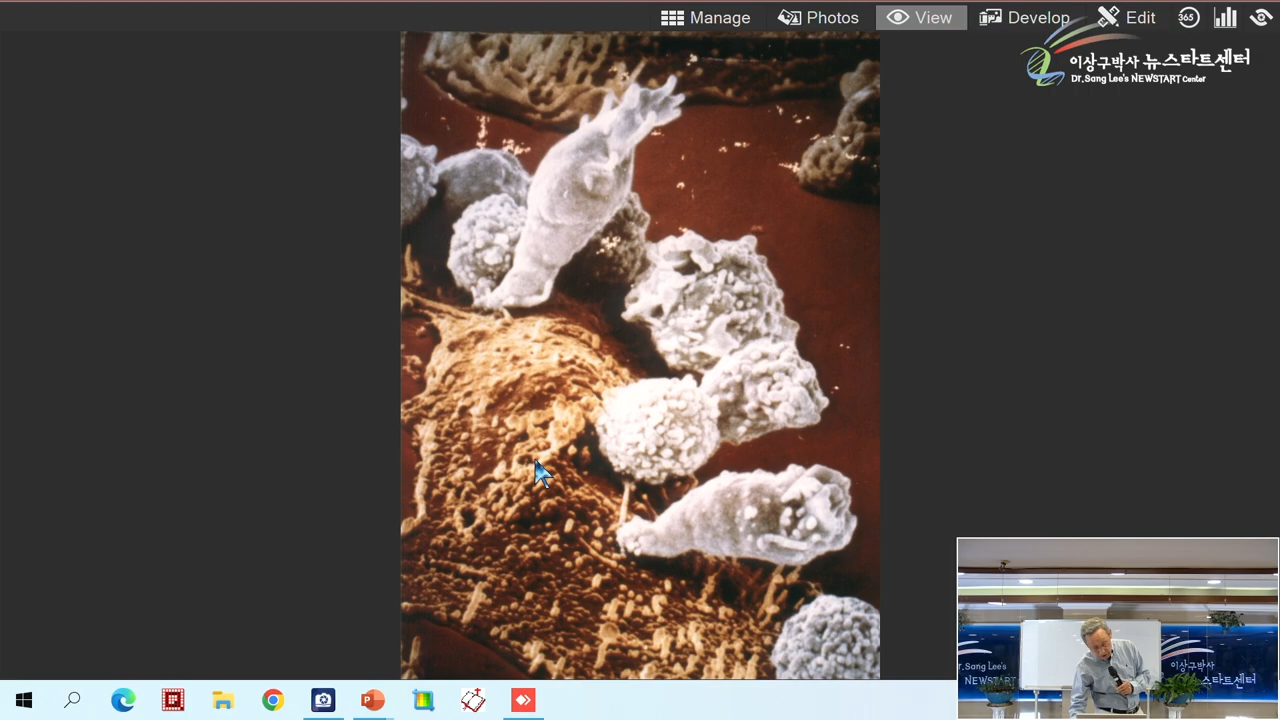 Manage
Photos
View
Develop
Edit
365
이상구박사 뉴스타트센터
Dr.Sang Lee's NEWSTART Center
r.Sang Lee's
NEWSTART
이상구박사
스타트센터